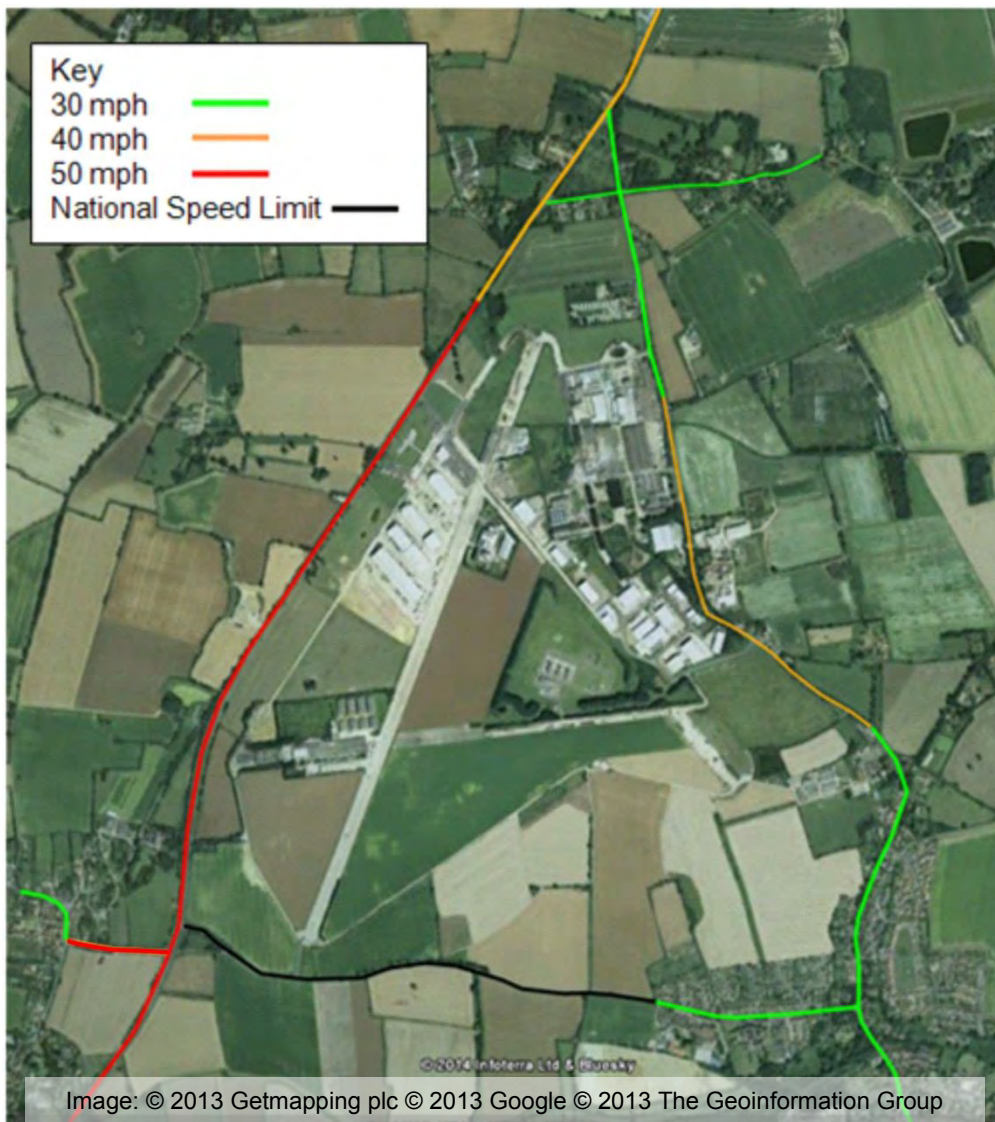 Key
30 mph
40 mph
50 mph
National Speed Limit
© 2014 Infoterra Ltd & Bluesky
Image: © 2013 Getmapping plc © 2013 Google © 2013 The Geoinformation Group